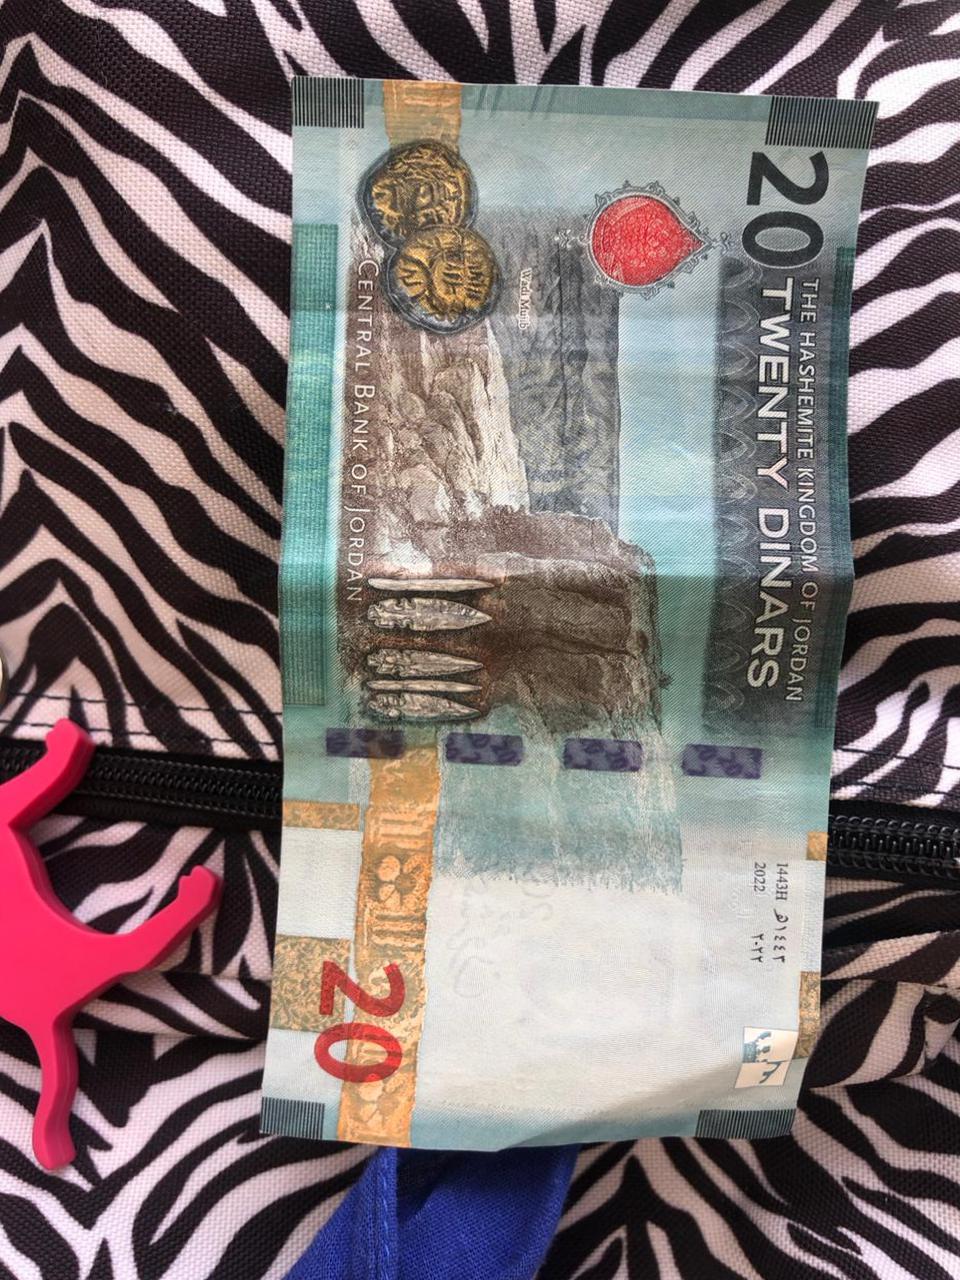 20
THE HASHEMITE KINGDOM OF JORDAN
TWENTY DINARS
Wadi Mujib
CENTRAL BANK OF JORDAN
1443H ١٤٤٣هـ
2022 ٢٠٢٢
20